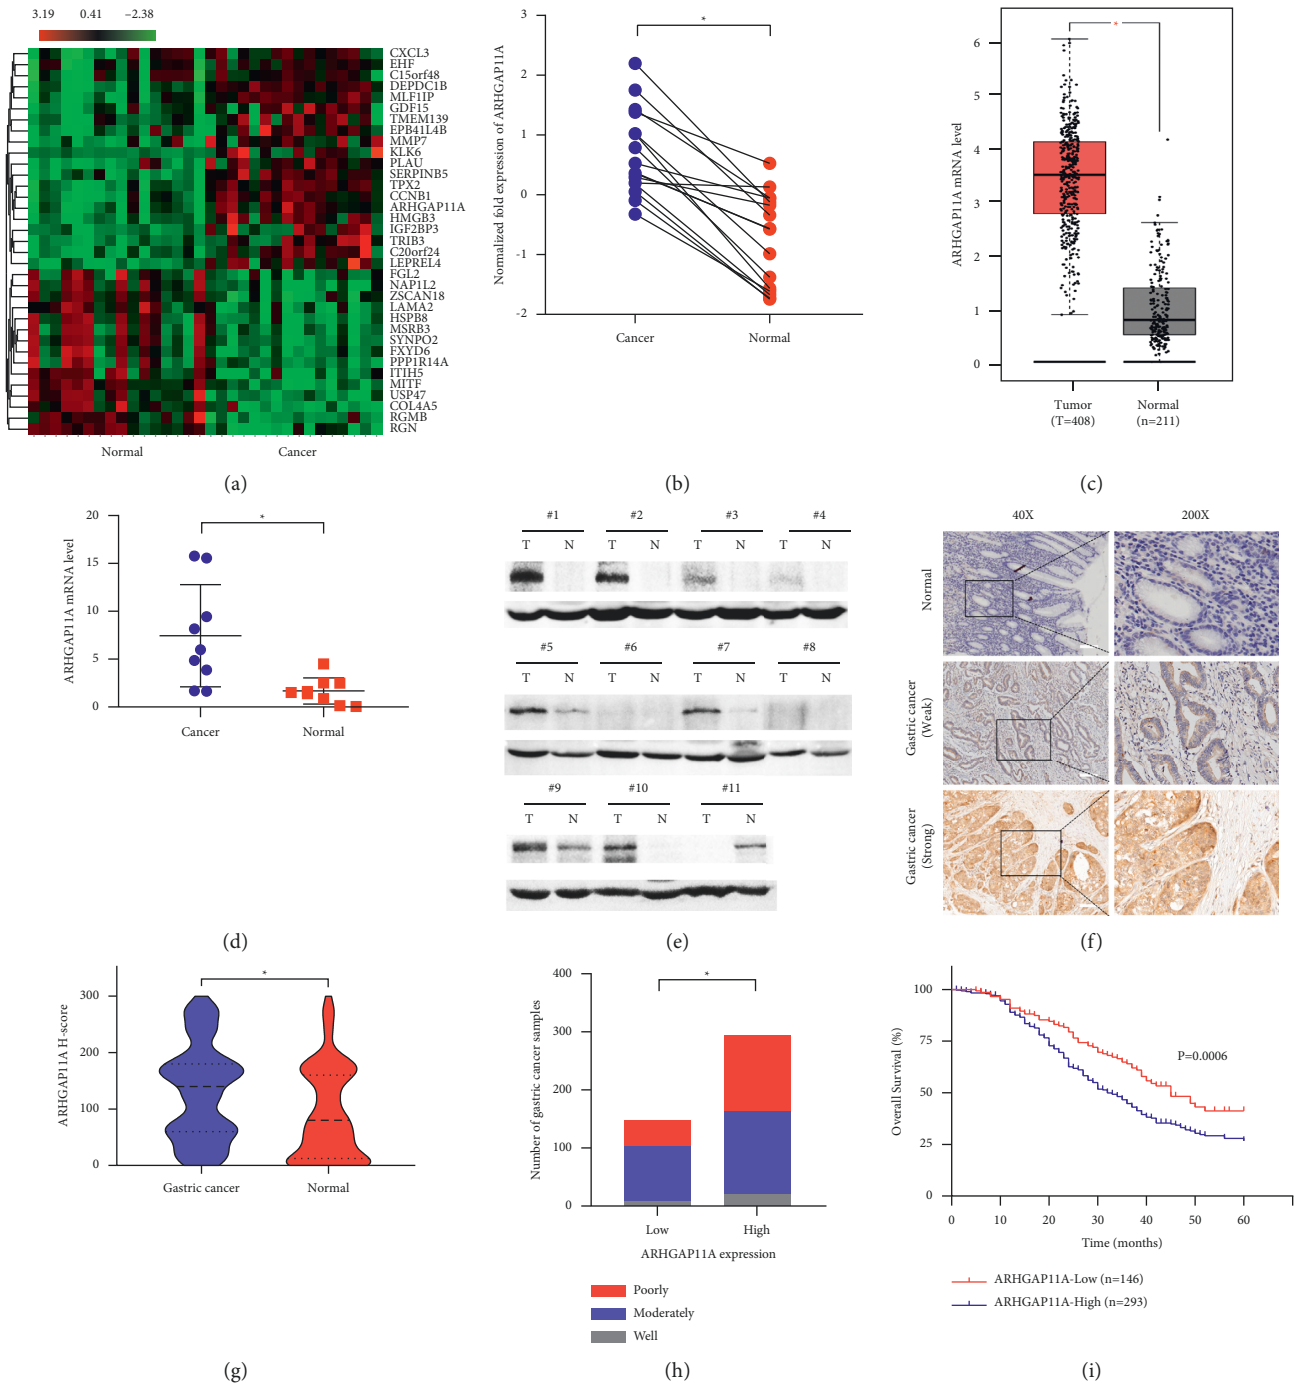 3.19 0.41 –2.38
CXCL3
EHF
C15orf48
DEPDC1B
MLF1IP
GDF15
TMEM139
EPB41L4B
MMP7
KLK6
PLAU
SERPINB5
TPX2
CCNB1
ARHGAP11A
HMGB3
IGF2BP3
TRIB3
C20orf24
LEPREL4
FGL2
NAP1L2
ZSCAN18
LAMA2
HSPB8
MSRB3
SYNPO2
FXYD6
PPP1R14A
ITIH5
MITF
USP47
COL4A5
RGMB
RGN
Normal Cancer
(a)
Normalized fold expression of ARHGAP11A
3
2
1
0
-1
-2
*
Cancer Normal
(b)
ARHGAP11A mRNA level
6
5
4
3
2
1
0
*
Tumor Normal
(T=408) (n=211)
(c)
ARHGAP11A mRNA level
20
15
10
5
0
*
Cancer Normal
(d)
#1 #2 #3 #4
T N T N T N T N
#5 #6 #7 #8
T N T N T N T N
#9 #10 #11
T N T N T N
(e)
40X 200X
Normal
Gastric cancer
(Weak)
Gastric cancer
(Strong)
(f)
ARHGAP11A H-score
300
200
100
0
*
Gastric cancer Normal
(g)
Number of gastric cancer samples
400
300
200
100
0
*
Low High
ARHGAP11A expression
Poorly
Moderately
Well
(h)
Overall Survival (%)
100
75
50
25
0
P=0.0006
0 10 20 30 40 50 60
Time (months)
ARHGAP11A-Low (n=146)
ARHGAP11A-High (n=293)
(i)